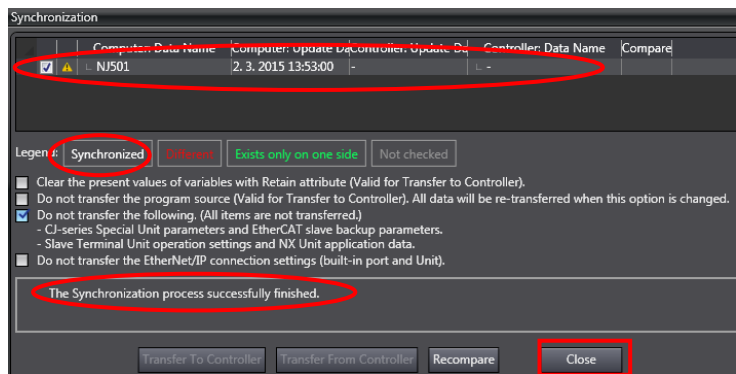 Synchronization
Computer: Data Name Computer: Update Da Controller: Update Da Controller: Data Name Compare
NJ501 2. 3. 2015 13:53:00 - -
Legend: Synchronized Different Exists only on one side Not checked
Clear the present values of variables with Retain attribute (Valid for Transfer to Controller).
Do not transfer the program source (Valid for Transfer to Controller). All data will be re-transferred when this option is changed.
Do not transfer the following. (All items are not transferred.)
- CJ-series Special Unit parameters and EtherCAT slave backup parameters.
- Slave Terminal Unit operation settings and NX Unit application data.
Do not transfer the EtherNet/IP connection settings (built-in port and Unit).
The Synchronization process successfully finished.
Transfer To Controller Transfer From Controller Recompare Close